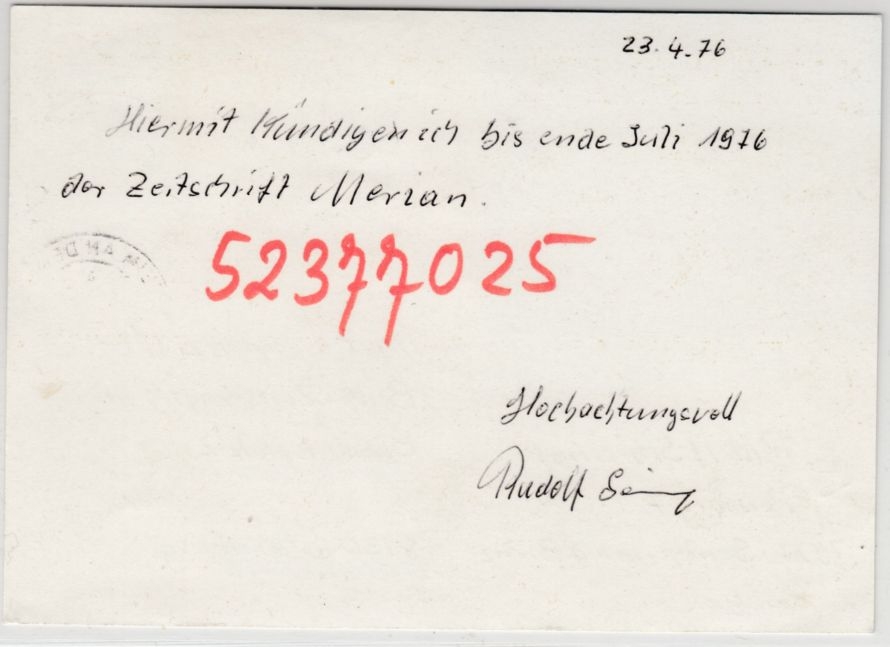 23.4.76
Hiermit Kündigen ich bis ende Juli 1976
der Zeitschrift Merian.
52377025
Hochachtungsvoll
Rudolf